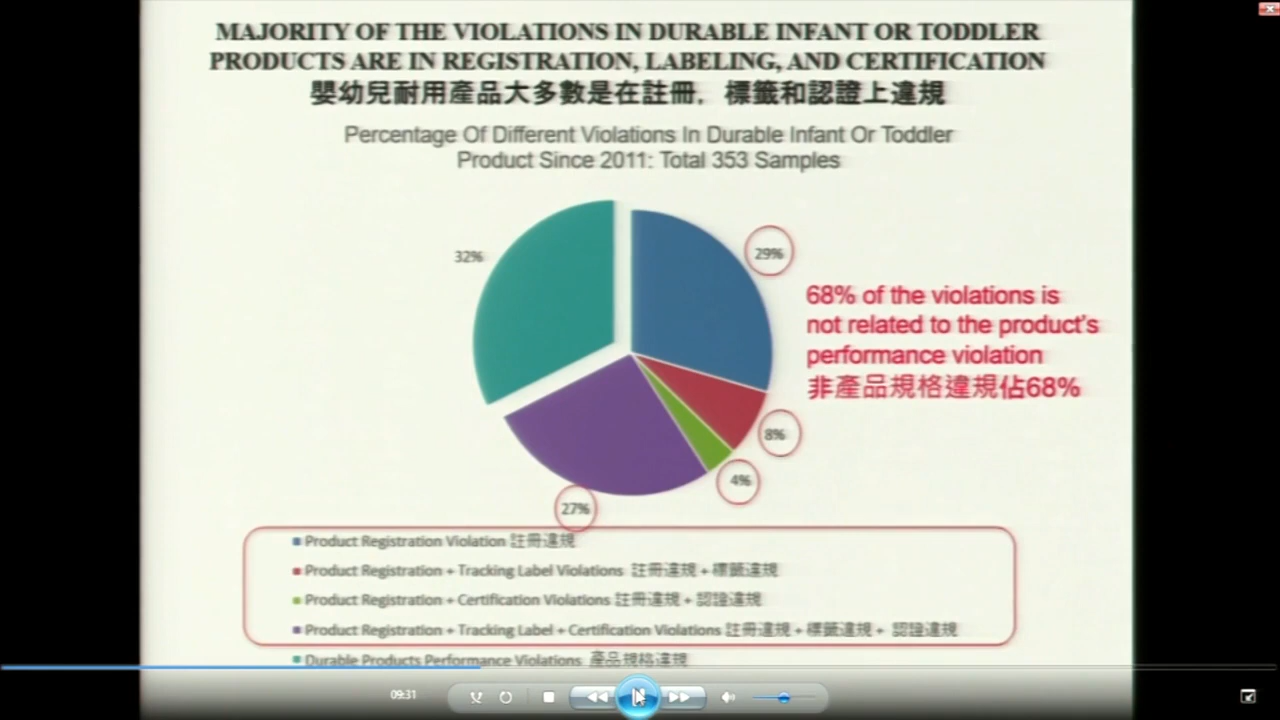 MAJORITY OF THE VIOLATIONS IN DURABLE INFANT OR TODDLER
PRODUCTS ARE IN REGISTRATION, LABELING, AND CERTIFICATION
嬰幼兒耐用產品大多數是在註冊，標籤和認證上違規
Percentage Of Different Violations In Durable Infant Or Toddler
Product Since 2011: Total 353 Samples
32%
29%
68% of the violations is
not related to the product's
performance violation
非產品規格違規佔68%
8%
4%
27%
Product Registration Violation 註冊違規
Product Registration + Tracking Label Violations 註冊違規 + 標籤違規
Product Registration + Certification Violations 註冊違規 + 認證違規
Product Registration + Tracking Label + Certification Violations 註冊違規 + 標籤違規 + 認證違規
Durable Products Performance Violations 產品規格違規
09:31